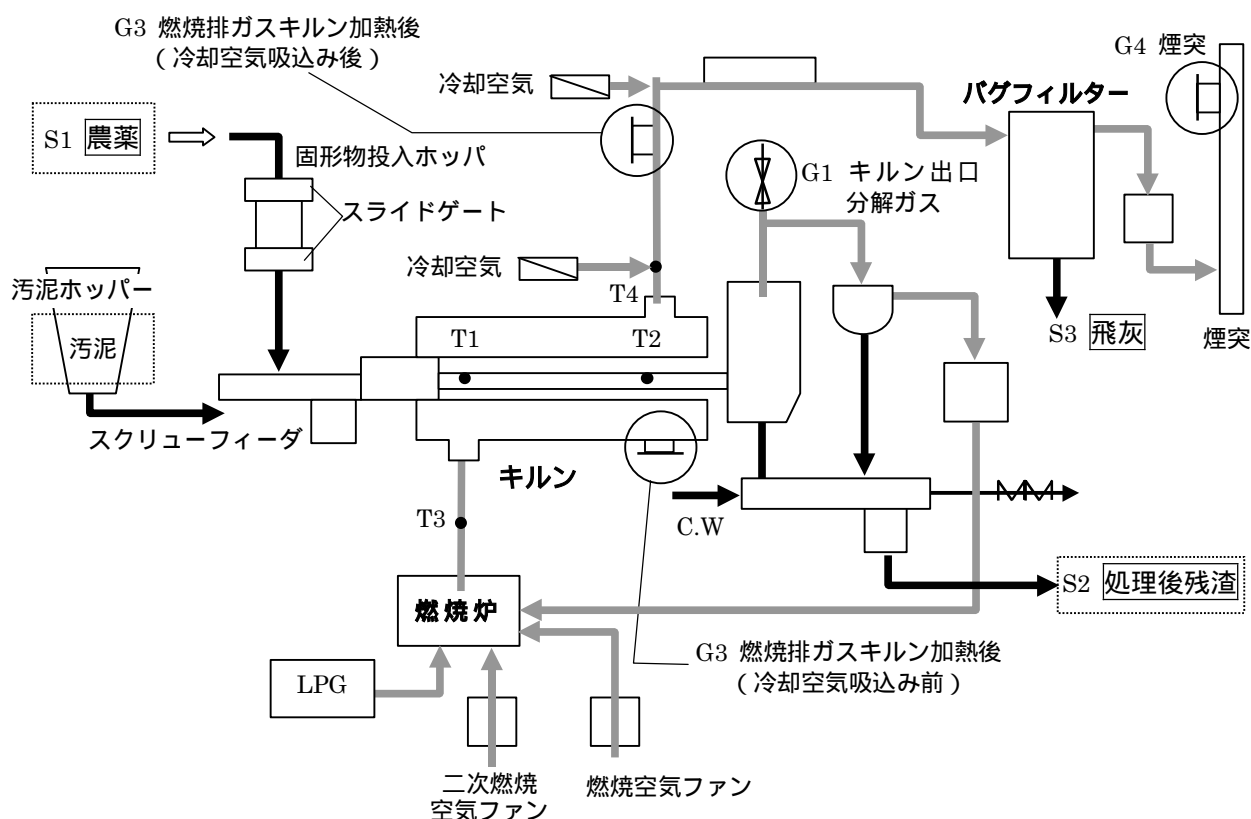 G3 燃焼排ガスキルン加熱後
（冷却空気吸込み後）
冷却空気
G4 煙突
バグフィルター
S1 農薬
固形物投入ホッパ
スライドゲート
G1 キルン出口
分解ガス
冷却空気
T4
汚泥ホッパー
汚泥
T1
T2
S3 飛灰
煙突
スクリューフィーダ
キルン
C.W
T3
燃焼炉
S2 処理後残渣
G3 燃焼排ガスキルン加熱後
（冷却空気吸込み前）
LPG
二次燃焼
空気ファン
燃焼空気ファン